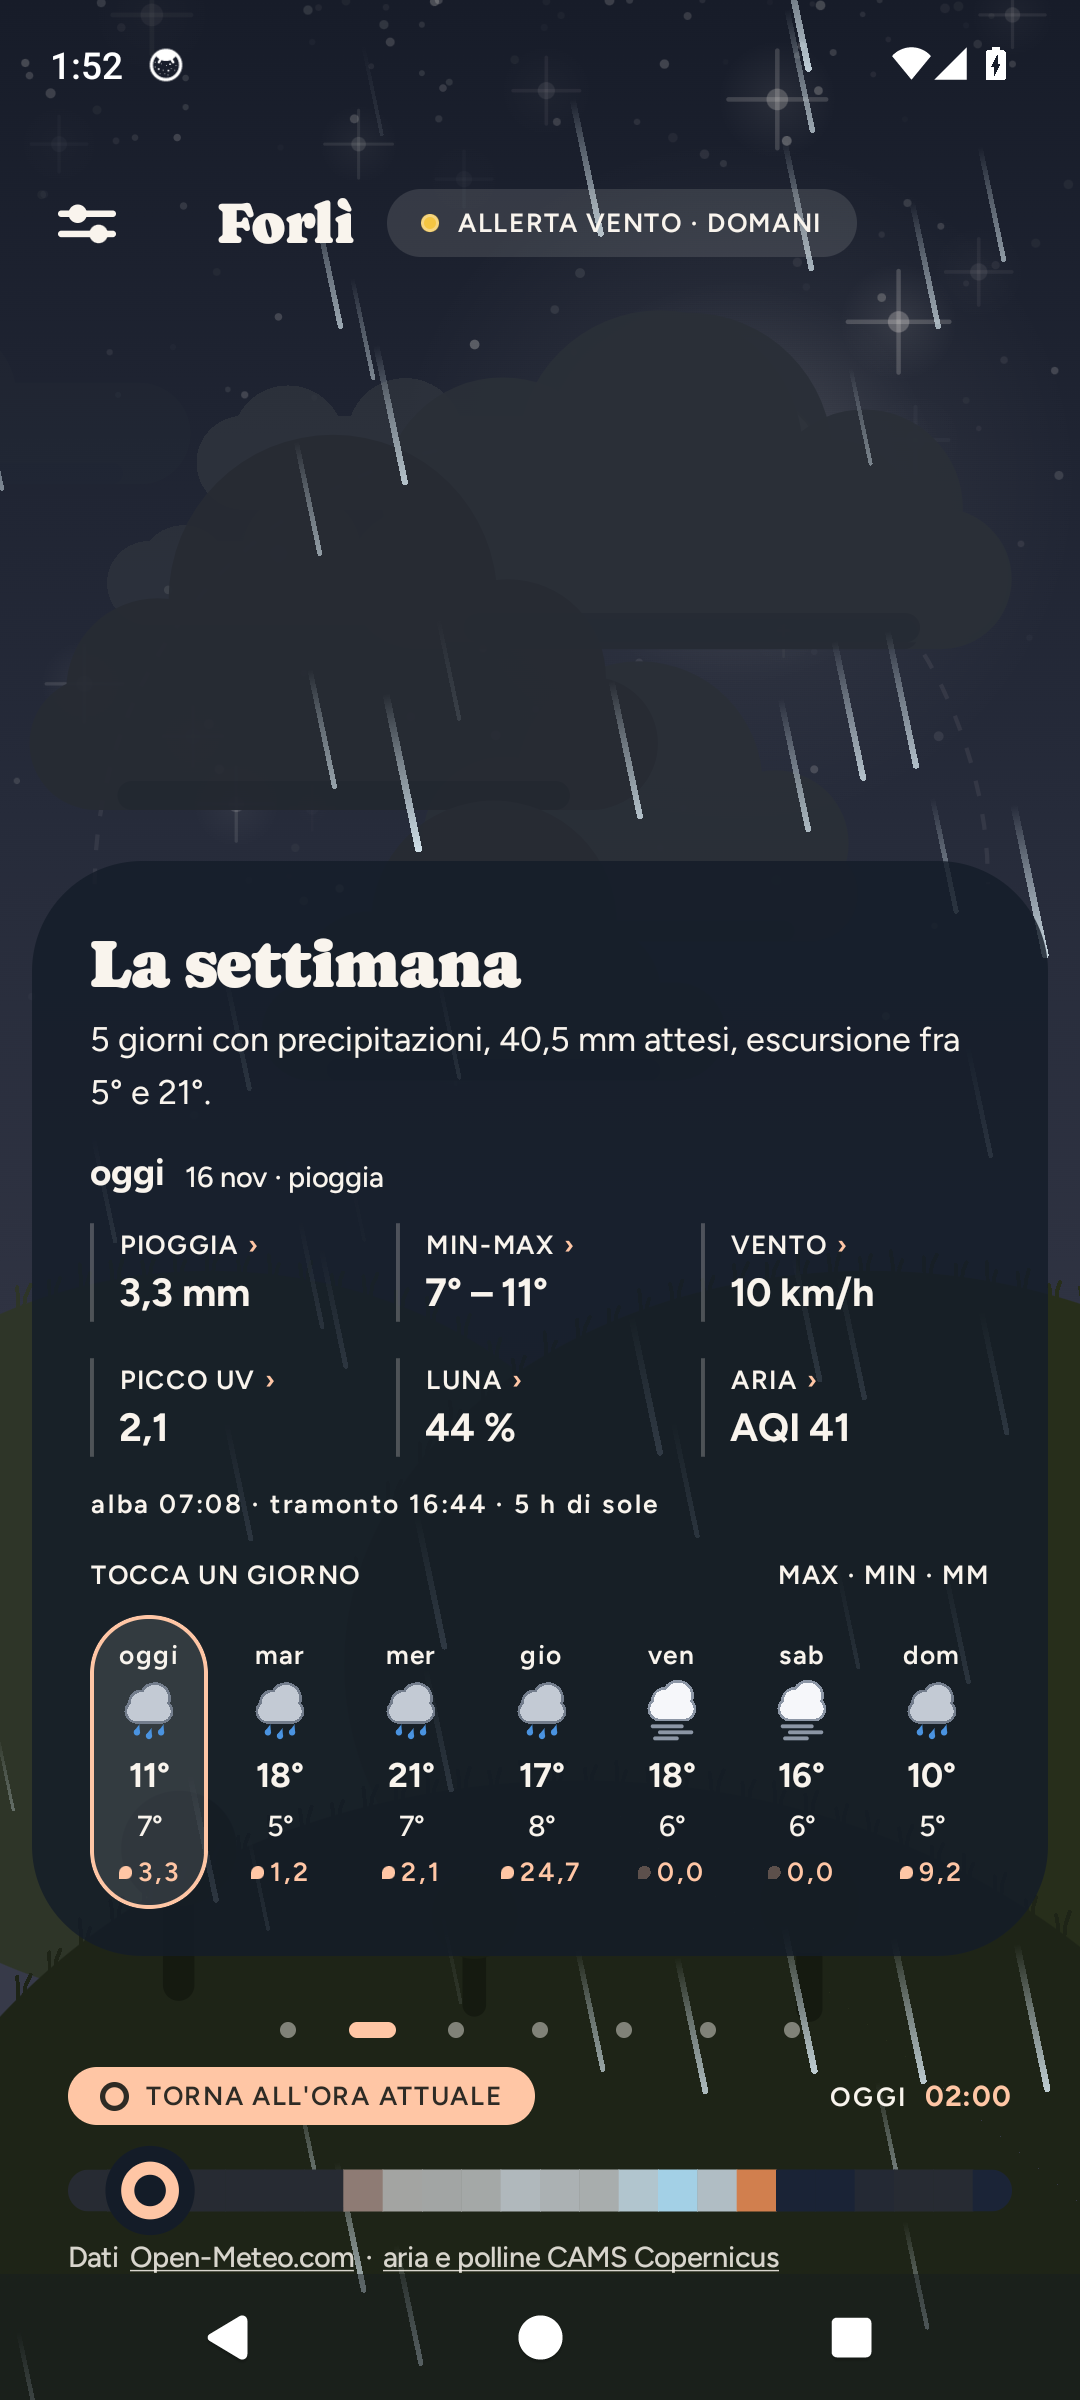 1:52
Forlì
ALLERTA VENTO · DOMANI
La settimana
5 giorni con precipitazioni, 40,5 mm attesi, escursione fra
5° e 21°.
oggi 16 nov · pioggia
PIOGGIA › MIN-MAX › VENTO ›
3,3 mm 7° – 11° 10 km/h
PICCO UV › LUNA › ARIA ›
2,1 44 % AQI 41
alba 07:08 · tramonto 16:44 · 5 h di sole
TOCCA UN GIORNO MAX · MIN · MM
oggi mar mer gio ven sab dom
11° 18° 21° 17° 18° 16° 10°
7° 5° 7° 8° 6° 6° 5°
3,3 1,2 2,1 24,7 0,0 0,0 9,2
TORNA ALL'ORA ATTUALE OGGI 02:00
Dati Open-Meteo.com · aria e polline CAMS Copernicus